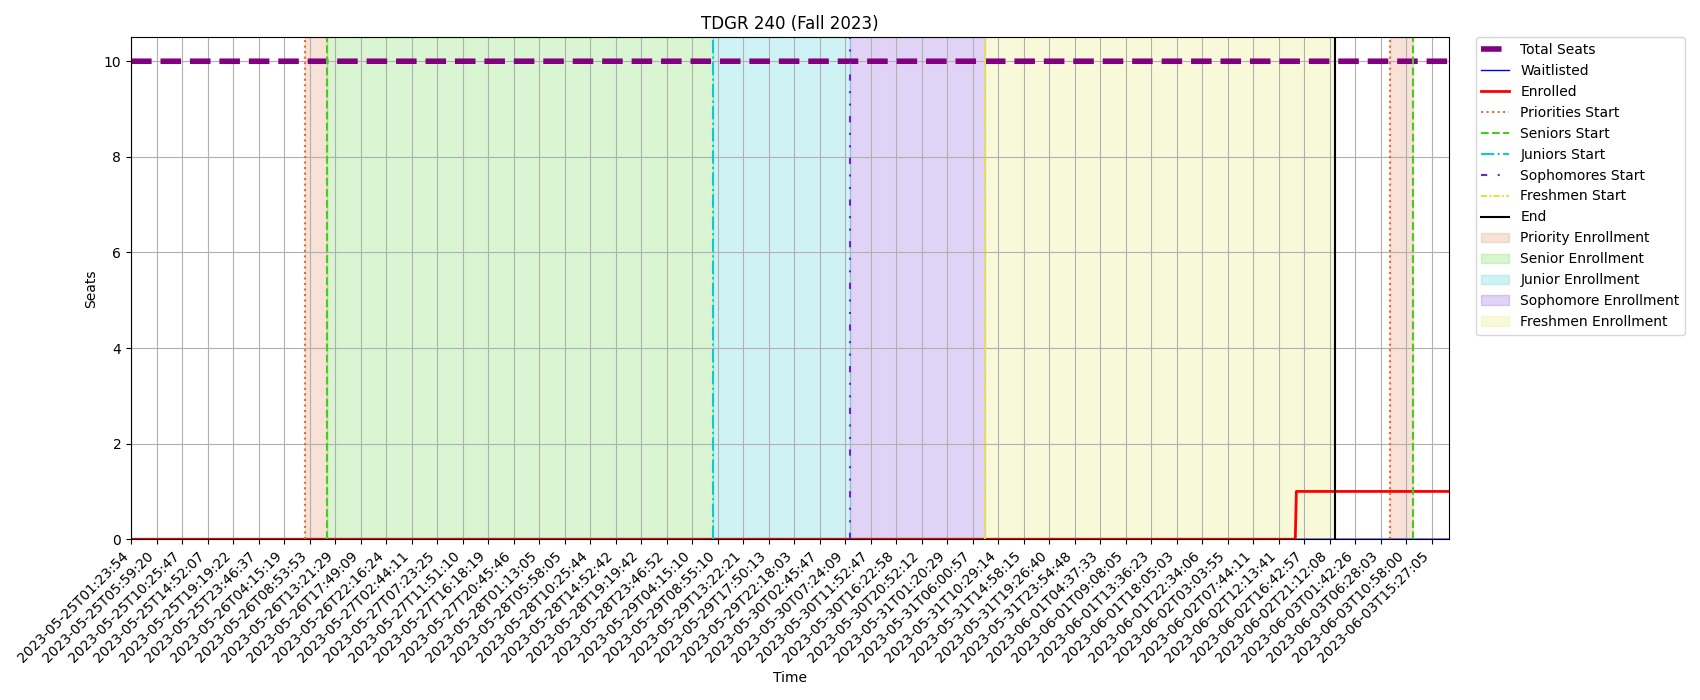 TDGR 240 (Fall 2023)
Seats
10
8
6
4
2
0
2023-05-25T01:23:54
2023-05-25T05:59:20
2023-05-25T10:25:47
2023-05-25T14:52:07
2023-05-25T19:19:22
2023-05-25T23:46:37
2023-05-26T04:15:19
2023-05-26T08:53:53
2023-05-26T13:21:29
2023-05-26T17:49:09
2023-05-26T22:16:24
2023-05-27T02:44:11
2023-05-27T07:23:25
2023-05-27T11:51:10
2023-05-27T16:18:19
2023-05-27T20:45:46
2023-05-28T01:13:05
2023-05-28T05:58:05
2023-05-28T10:25:44
2023-05-28T14:52:42
2023-05-28T19:19:42
2023-05-28T23:46:52
2023-05-29T04:15:10
2023-05-29T08:55:10
2023-05-29T13:22:21
2023-05-29T17:50:13
2023-05-29T22:18:03
2023-05-30T02:45:47
2023-05-30T07:24:09
2023-05-30T11:52:47
2023-05-30T16:22:58
2023-05-30T20:52:12
2023-05-31T01:20:29
2023-05-31T06:00:57
2023-05-31T10:29:14
2023-05-31T14:58:15
2023-05-31T19:26:40
2023-05-31T23:54:48
2023-06-01T04:37:33
2023-06-01T09:08:05
2023-06-01T13:36:23
2023-06-01T18:05:03
2023-06-01T22:34:06
2023-06-02T03:03:55
2023-06-02T07:44:11
2023-06-02T12:13:41
2023-06-02T16:42:57
2023-06-02T21:12:08
2023-06-03T01:42:26
2023-06-03T06:28:03
2023-06-03T10:58:00
2023-06-03T15:27:05
Time
Total Seats
Waitlisted
Enrolled
Priorities Start
Seniors Start
Juniors Start
Sophomores Start
Freshmen Start
End
Priority Enrollment
Senior Enrollment
Junior Enrollment
Sophomore Enrollment
Freshmen Enrollment